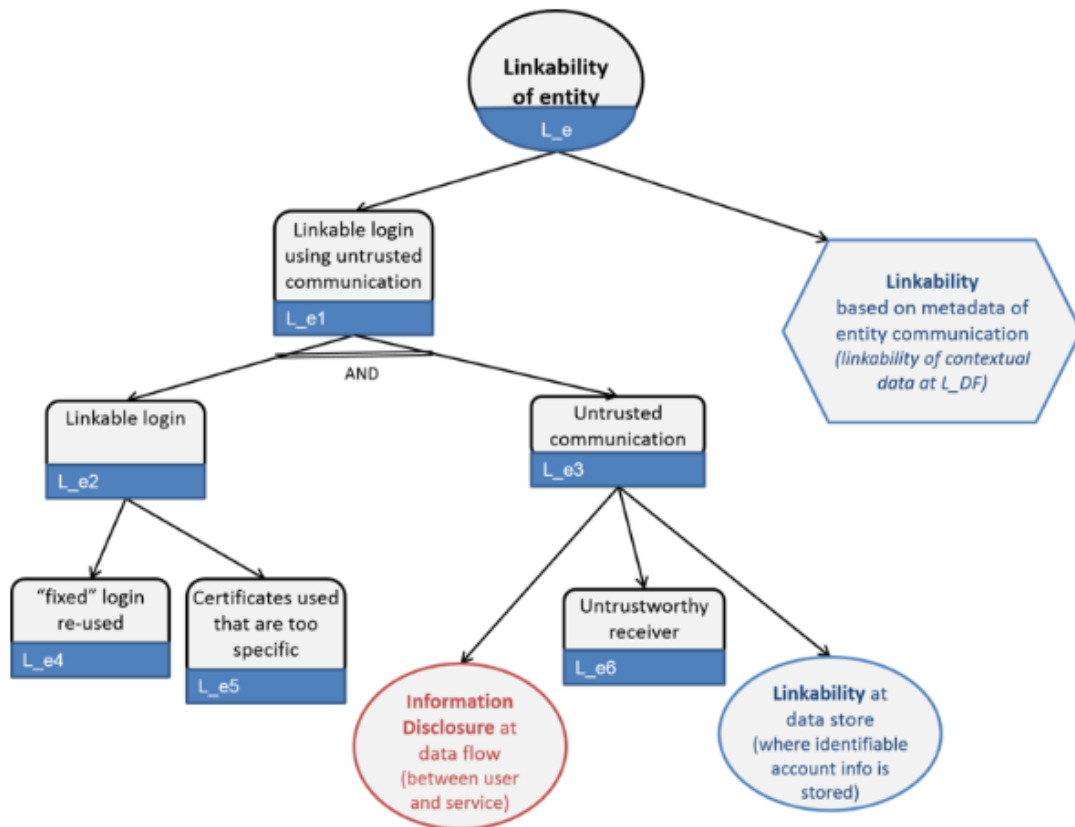 Linkability
of entity
L_e
Linkable login
using untrusted
communication
L_e1
Linkability
based on metadata of
entity communication
(linkability of contextual
data at L_DF)
AND
Linkable login
L_e2
Untrusted
communication
L_e3
“fixed” login
re-used
L_e4
Certificates used
that are too
specific
L_e5
Untrustworthy
receiver
L_e6
Information
Disclosure at
data flow
(between user
and service)
Linkability at
data store
(where identifiable
account info is
stored)